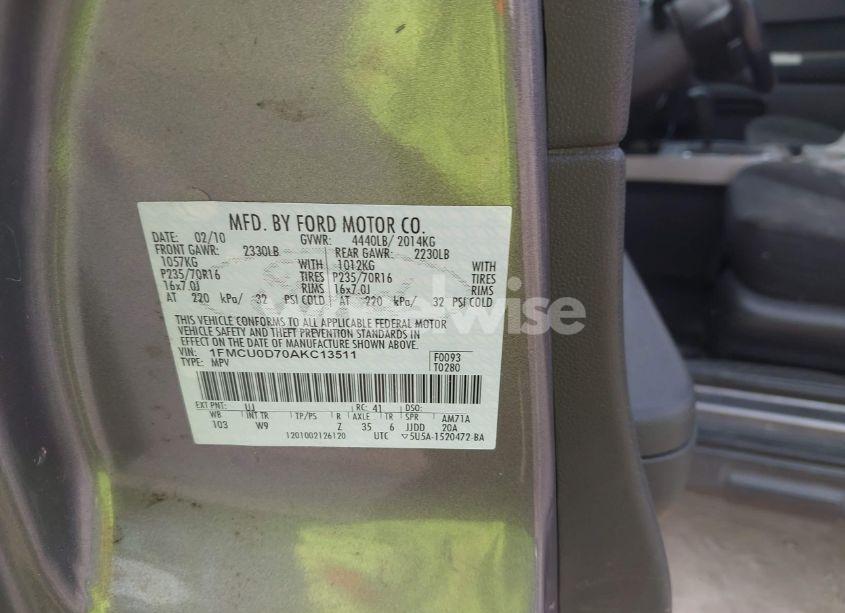 MFD. BY FORD MOTOR CO.
DATE: 02/10 GVWR: 4440LB/ 2014KG
FRONT GAWR: 2330LB REAR GAWR: 2230LB
1057KG WITH 1012KG WITH
P235/70R16 TIRES P235/70R16 TIRES
16x7.0J RIMS 16x7.0J RIMS
AT 220 kPa/ 32 PSI COLD AT 220 kPa/ 32 PSI COLD
THIS VEHICLE CONFORMS TO ALL APPLICABLE FEDERAL MOTOR
VEHICLE SAFETY AND THEFT PREVENTION STANDARDS IN
EFFECT ON THE DATE OF MANUFACTURE SHOWN ABOVE.
VIN: 1FMCU0D70AKC13511 F0093
TYPE: MPV T0280
EXT PNT: UJ RC: 41 DSO:
WB INT TR TP/PS R AXLE TR SPR AM71A
103 W9 Z 35 6 JJDD 20A
1201002126120 UTC ▽5U5A-1520472-BA